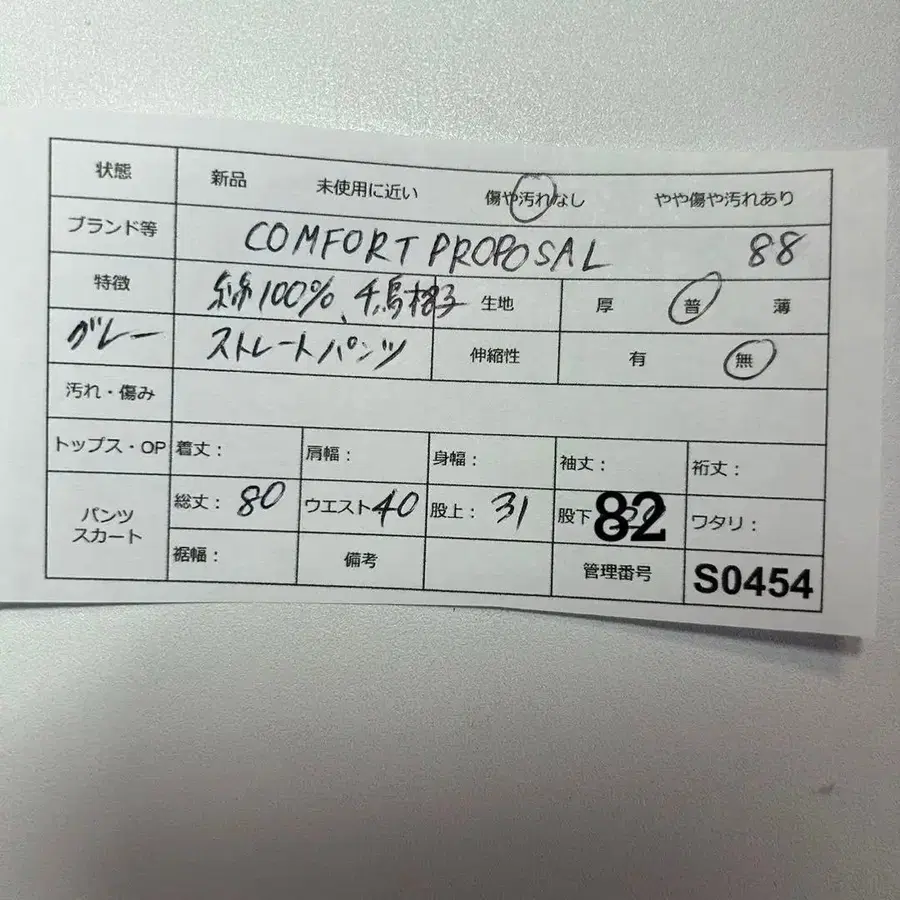 状態 新品 未使用に近い 傷や汚れなし やや傷や汚れあり
ブランド等 COMFORT PROPOSAL 88
特徴 綿100%、千鳥格子 生地 厚 普 薄
グレー ストレートパンツ 伸縮性 有 無
汚れ・傷み
トップス・OP 着丈： 肩幅： 身幅： 袖丈： 裄丈：
パンツ スカート 総丈： 80 ウエスト 40 股上： 31 股下 82 ワタリ：
裾幅： 備考 管理番号 S0454